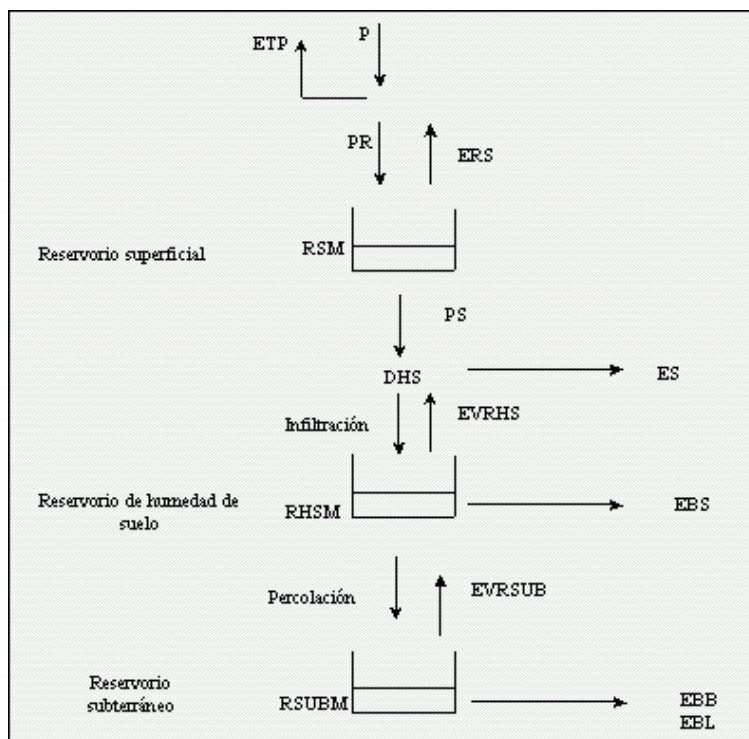 P
ETP
PR
ERS
RSM
Reservorio superficial
PS
DHS
ES
EVRHS
Infiltración
Reservorio de humedad de
suelo
RHSM
EBS
Percolación
EVRSUB
Reservorio
subterráneo
RSUBM
EBB
EBL